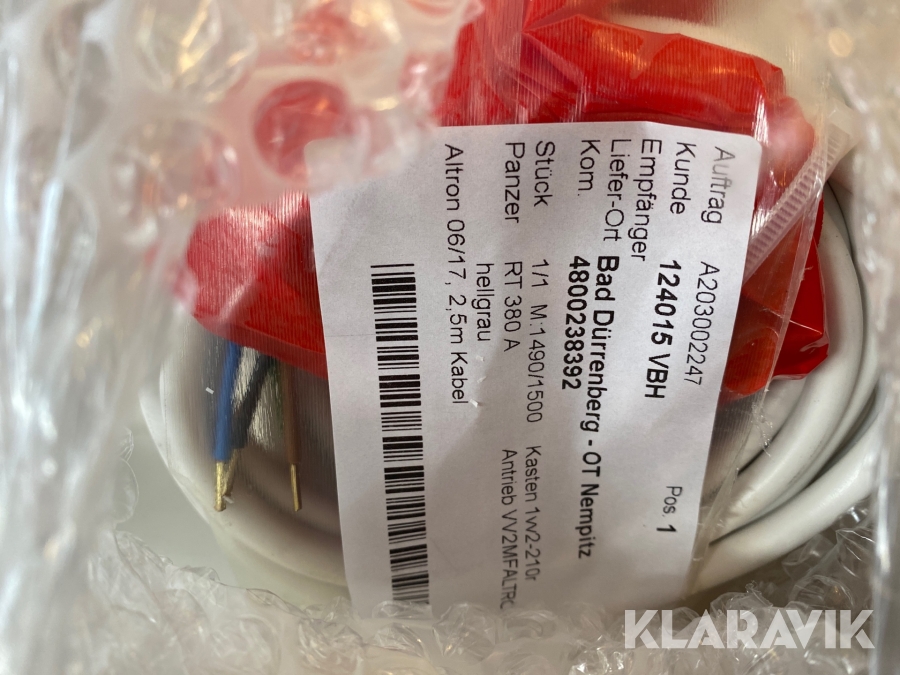 Auftrag A203002247 Pos. 1
Kunde 124015 VBH
Empfänger
Liefer-Ort Bad Dürrenberg - OT Nempitz
Kom. 4800238392
Stück 1/1 M:1490/1500 Kasten 1w2-210r
Panzer RT 380 A Antrieb VV2MFALTRO
hellgrau
Altron 06/17, 2,5m Kabel
KLARAVIK